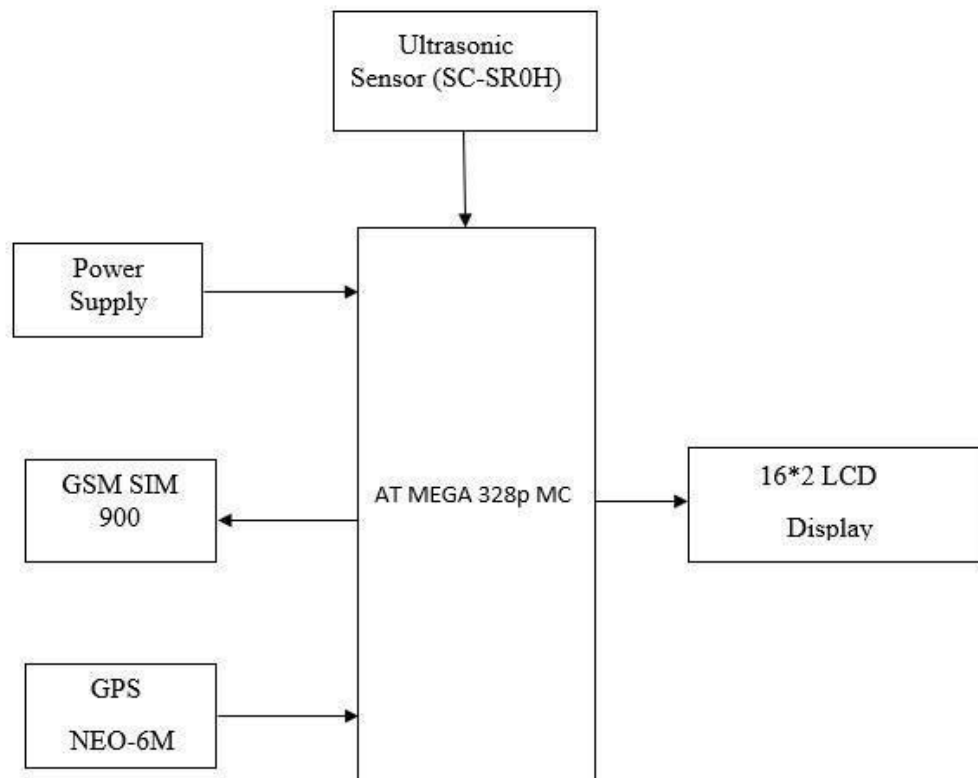 Ultrasonic
Sensor (SC-SR0H)
Power
Supply
GSM SIM
900
AT MEGA 328p MC
16*2 LCD
Display
GPS
NEO-6M